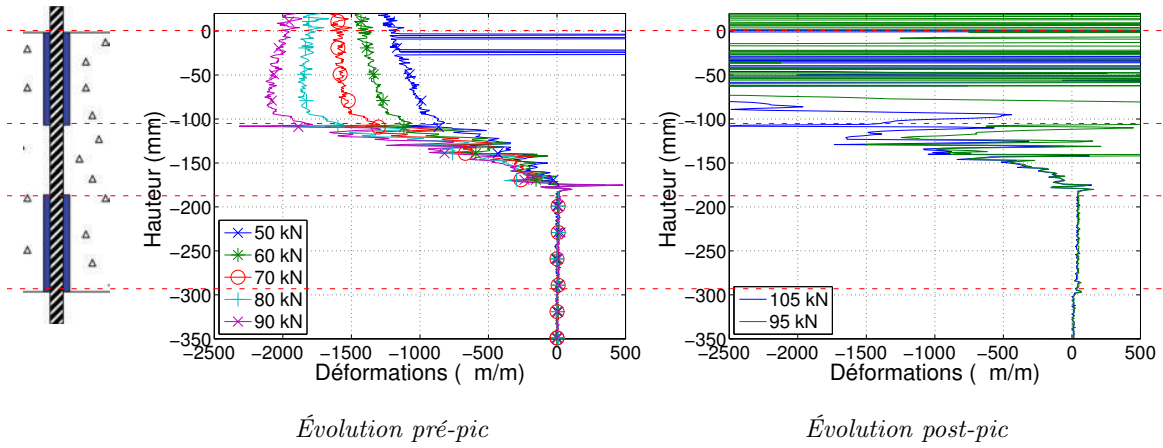 Hauteur (mm)
0
−50
−100
−150
−200
−250
−300
−350
50 kN
60 kN
70 kN
80 kN
90 kN
−2500
−2000
−1500
−1000
−500
0
500
Déformations ( m/m)
Évolution pré-pic
Hauteur (mm)
0
−50
−100
−150
−200
−250
−300
−350
105 kN
95 kN
−2500
−2000
−1500
−1000
−500
0
500
Déformations ( m/m)
Évolution post-pic